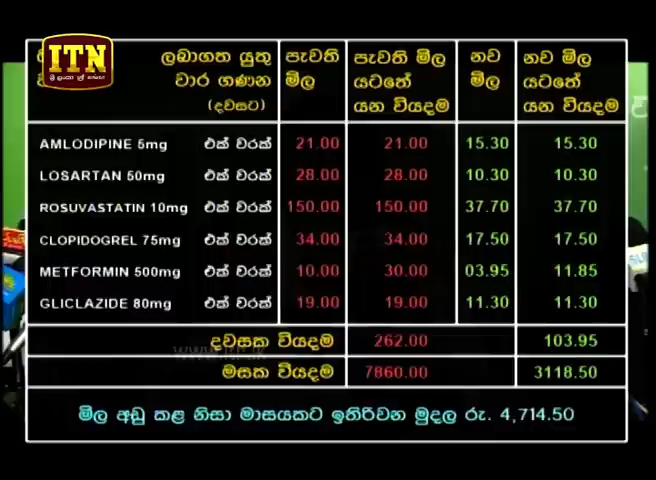 ITN
ශ්‍රී ලංකා ප්‍රථම
ලබාගත යුතු වාර ගණන (දවසට) පැවති මිල පැවති මිල යටතේ යන වියදම නව මිල නව මිල යටතේ යන වියදම
AMLODIPINE 5mg එක් වරක් 21.00 21.00 15.30 15.30
LOSARTAN 50mg එක් වරක් 28.00 28.00 10.30 10.30
ROSUVASTATIN 10mg එක් වරක් 150.00 150.00 37.70 37.70
CLOPIDOGREL 75mg එක් වරක් 34.00 34.00 17.50 17.50
METFORMIN 500mg එක් වරක් 10.00 30.00 03.95 11.85
GLICLAZIDE 80mg එක් වරක් 19.00 19.00 11.30 11.30
දවසක වියදම 262.00 103.95
මසක වියදම 7860.00 3118.50
මිල අඩු කළ නිසා මාසයකට ඉතිරිවන මුදල රු. 4,714.50